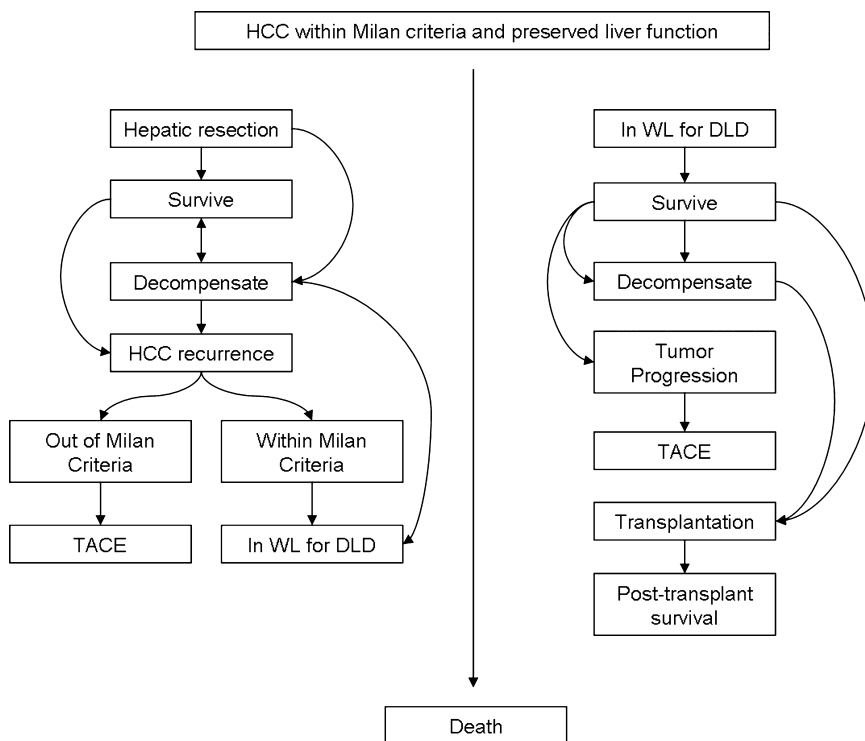 HCC within Milan criteria and preserved liver function
Hepatic resection
Survive
Decompensate
HCC recurrence
Out of Milan
Criteria
Within Milan
Criteria
TACE
In WL for DLD
In WL for DLD
Survive
Decompensate
Tumor
Progression
TACE
Transplantation
Post-transplant
survival
Death